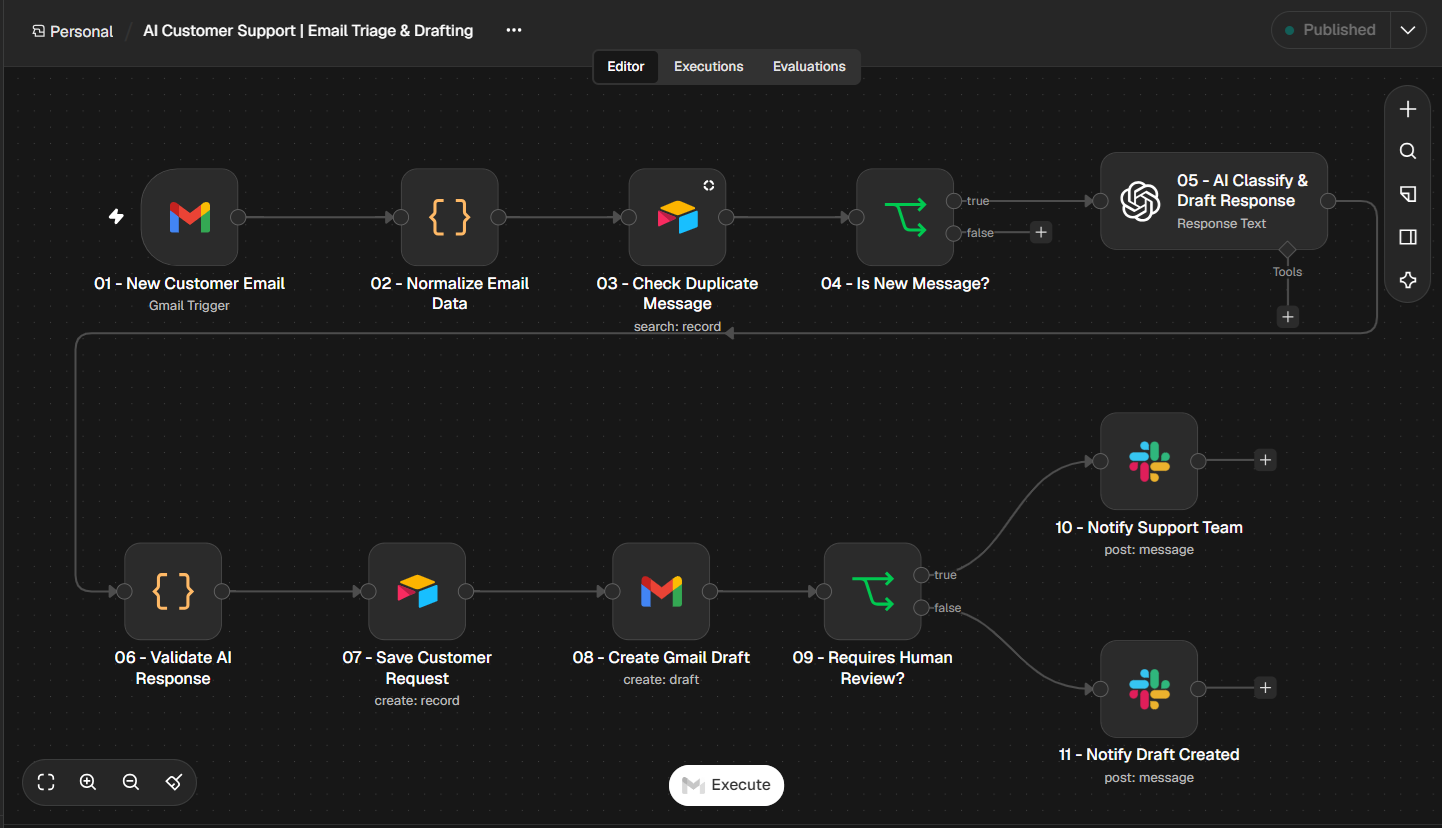 Personal / AI Customer Support | Email Triage & Drafting ...
Published
Editor Executions Evaluations
01 - New Customer Email
Gmail Trigger
{ }
02 - Normalize Email
Data
03 - Check Duplicate
Message
search: record
04 - Is New Message?
true
false
+
05 - AI Classify &
Draft Response
Response Text
Tools
+
{ }
06 - Validate AI
Response
07 - Save Customer
Request
create: record
08 - Create Gmail Draft
create: draft
09 - Requires Human
Review?
true
false
10 - Notify Support Team
post: message
+
11 - Notify Draft Created
post: message
+
Execute